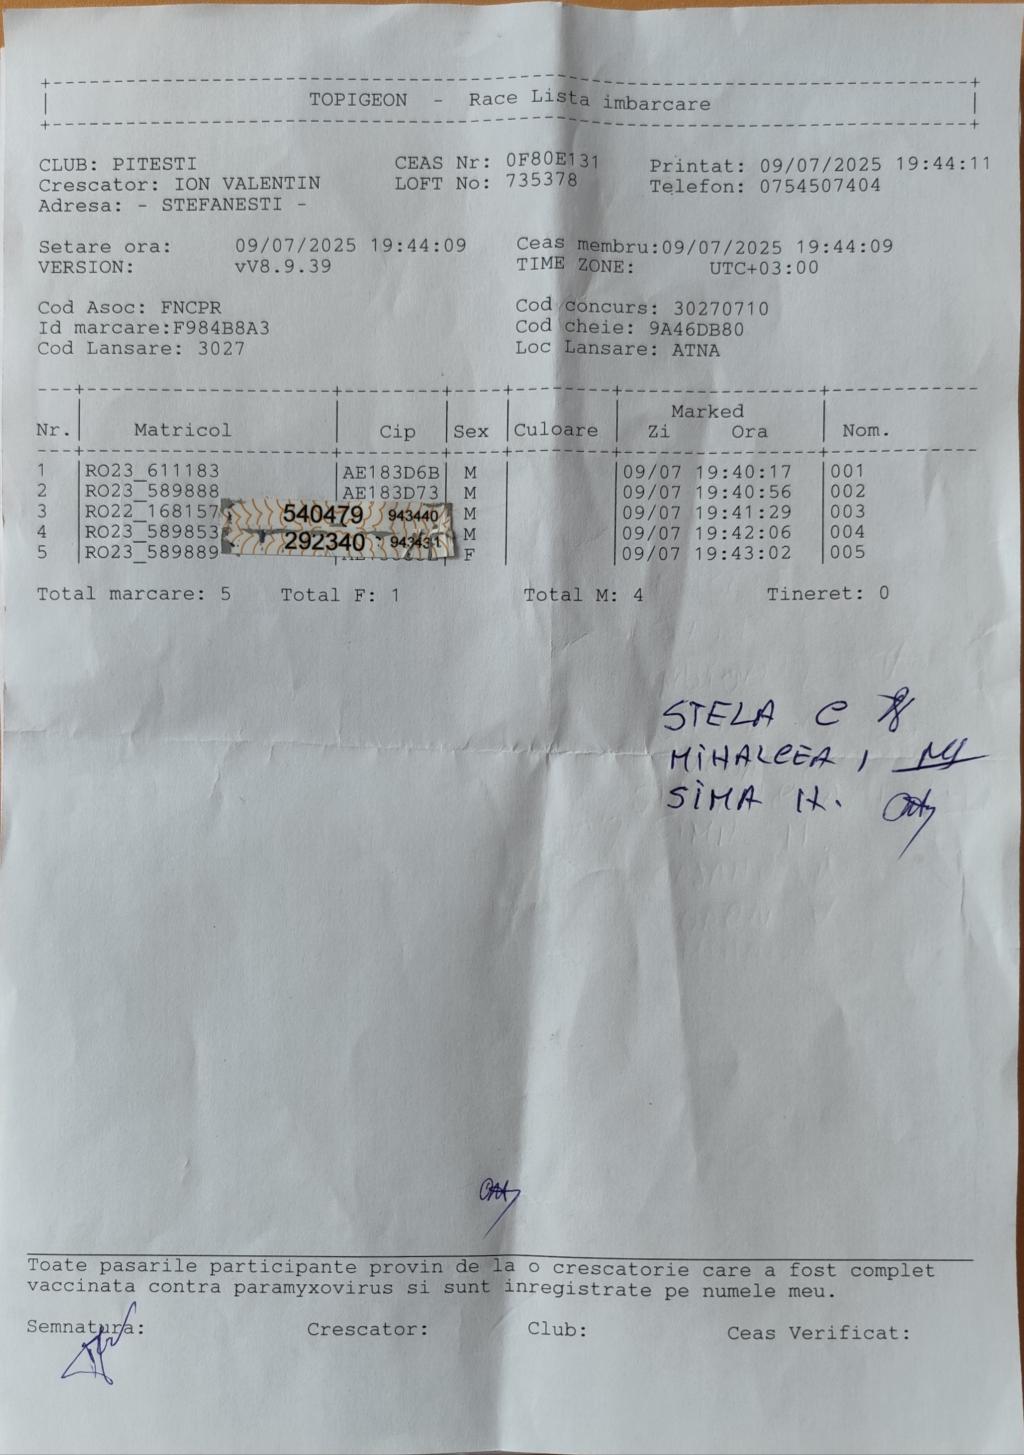 TOPIGEON - Race Lista imbarcare
CLUB: PITESTI CEAS Nr: 0F80E131 Printat: 09/07/2025 19:44:11
Crescator: ION VALENTIN LOFT No: 735378 Telefon: 0754507404
Adresa: - STEFANESTI -
Setare ora: 09/07/2025 19:44:09 Ceas membru:09/07/2025 19:44:09
VERSION: vV8.9.39 TIME ZONE: UTC+03:00
Cod Asoc: FNCPR Cod concurs: 30270710
Id marcare:F984B8A3 Cod cheie: 9A46DB80
Cod Lansare: 3027 Loc Lansare: ATNA
Marked
Nr. Matricol Cip Sex Culoare Zi Ora Nom.
1 RO23_611183 AE183D6B M 09/07 19:40:17 001
2 RO23_589888 AE183D73 M 09/07 19:40:56 002
3 RO22_168157 540479 943440 M 09/07 19:41:29 003
4 RO23_589853 292340 943431 M 09/07 19:42:06 004
5 RO23_589889 F 09/07 19:43:02 005
Total marcare: 5 Total F: 1 Total M: 4 Tineret: 0
STELA C
MIHALCEA I
SIMA H.
Toate pasarile participante provin de la o crescatorie care a fost complet
vaccinata contra paramyxovirus si sunt inregistrate pe numele meu.
Semnatura: Crescator: Club: Ceas Verificat: